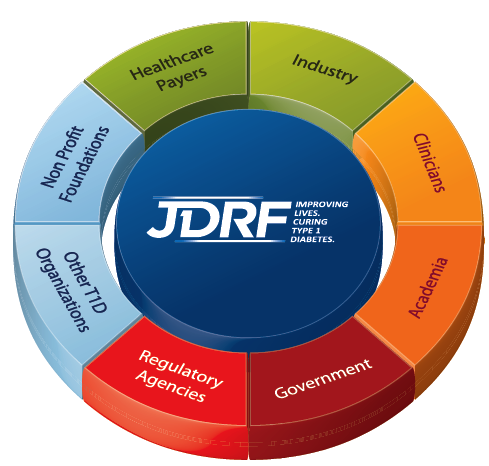 Healthcare
Payers
Industry
Clinicians
Academia
Government
Regulatory
Agencies
Other T1D
Organizations
Non Profit
Foundations
JDRF
IMPROVING
LIVES.
CURING
TYPE 1
DIABETES.